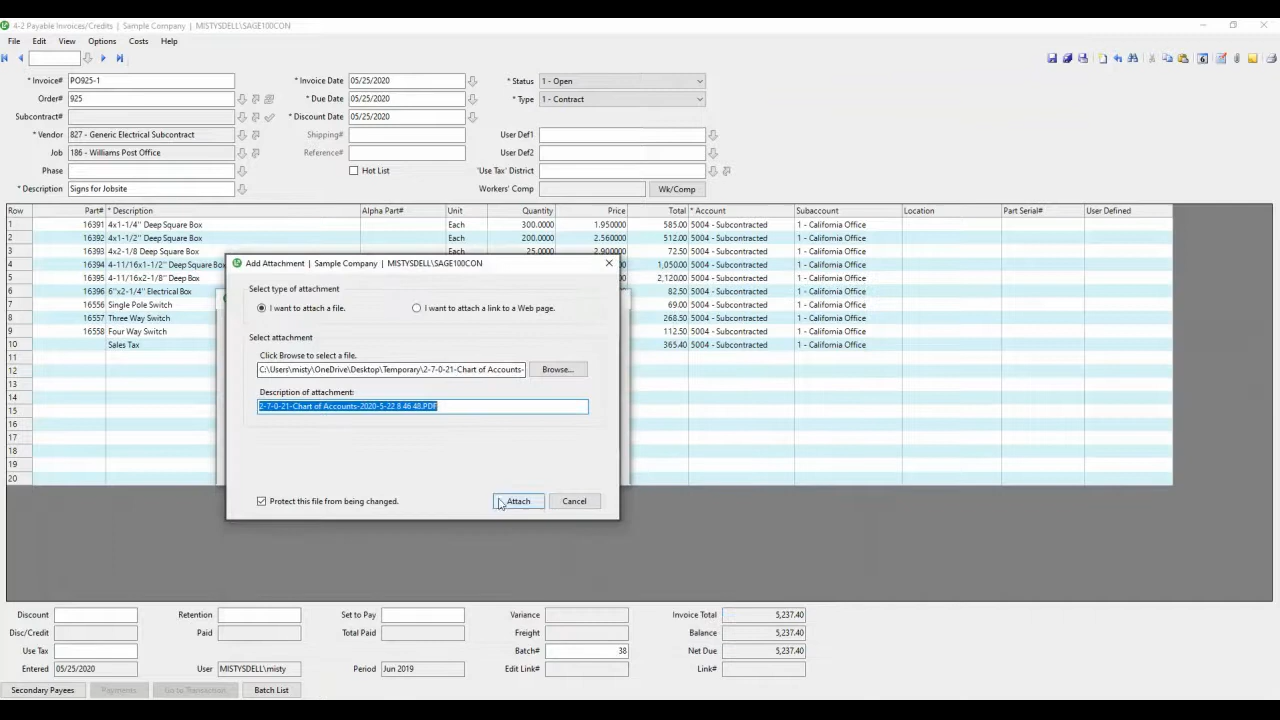 4-2 Payable Invoices/Credits | Sample Company | MISTYSDELL\SAGE100CON
File Edit View Options Costs Help
* Invoice# PO925-1 * Invoice Date 05/25/2020 * Status 1 - Open
Order# 925 * Due Date 05/25/2020 * Type 1 - Contract
Subcontract# * Discount Date 05/25/2020
* Vendor 827 - Generic Electrical Subcontract Shipping# User Def1
Job 186 - Williams Post Office Reference# User Def2
Phase Hot List 'Use Tax' District
* Description Signs for Jobsite Workers' Comp Wk/Comp
Row Part# * Description Alpha Part# Unit Quantity Price Total * Account Subaccount Location Part Serial# User Defined
1 16391 4x1-1/4" Deep Square Box Each 300.0000 1.950000 585.00 5004 - Subcontracted 1 - California Office
2 16392 4x1-1/2" Deep Square Box Each 200.0000 2.560000 512.00 5004 - Subcontracted 1 - California Office
3 16393 4x2-1/8 Deep Square Box Each 25.0000 2.900000 72.50 5004 - Subcontracted 1 - California Office
4 16394 4-11/16x1-1/2" Deep Square Box 1,050.00 5004 - Subcontracted 1 - California Office
5 16395 4-11/16x2-1/8" Deep Square Box 2,120.00 5004 - Subcontracted 1 - California Office
6 16396 6"x2-1/4" Electrical Box 82.50 5004 - Subcontracted 1 - California Office
7 16556 Single Pole Switch 69.00 5004 - Subcontracted 1 - California Office
8 16557 Three Way Switch 268.50 5004 - Subcontracted 1 - California Office
9 16558 Four Way Switch 112.50 5004 - Subcontracted 1 - California Office
10 Sales Tax 365.40 5004 - Subcontracted 1 - California Office
11
12
13
14
15
16
17
18
19
20
Add Attachment | Sample Company | MISTYSDELL\SAGE100CON
Select type of attachment
I want to attach a file. I want to attach a link to a Web page.
Select attachment
Click Browse to select a file.
C:\Users\misty\OneDrive\Desktop\Temporary\2-7-0-21-Chart of Accounts- Browse...
Description of attachment:
2-7-0-21-Chart of Accounts-2020-5-22 8 46 48.PDF
Protect this file from being changed. Attach Cancel
Discount Retention Set to Pay Variance Invoice Total 5,237.40
Disc/Credit Paid Total Paid Freight Balance 5,237.40
Use Tax Batch# 38 Net Due 5,237.40
Entered 05/25/2020 User MISTYSDELL\misty Period Jun 2019 Edit Link# Link#
Secondary Payees Payments Go to Transaction Batch List